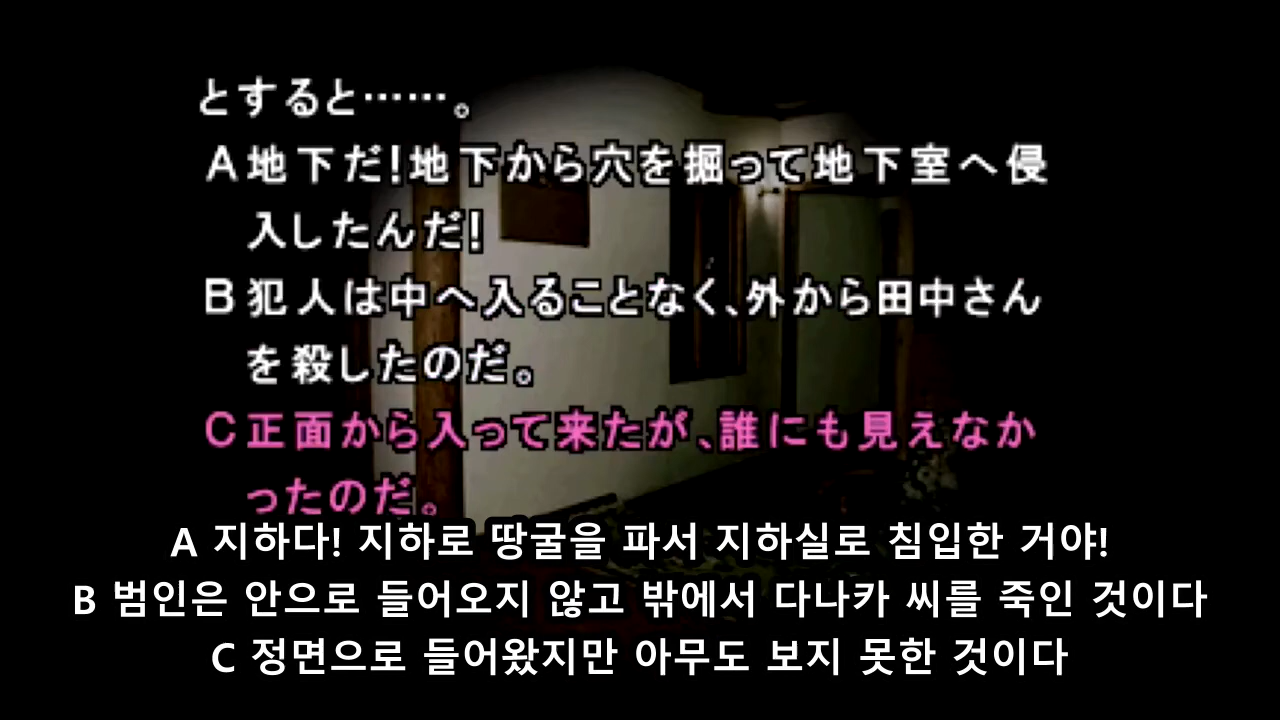 とすると……。
A地下だ!地下から穴を掘って地下室へ侵
入したんだ!
B犯人は中へ入ることなく、外から田中さん
を殺したのだ。
C正面から入って来たが、誰にも見えなか
ったのだ。
A 지하다! 지하로 땅굴을 파서 지하실로 침입한 거야!
B 범인은 안으로 들어오지 않고 밖에서 다나카 씨를 죽인 것이다
C 정면으로 들어왔지만 아무도 보지 못한 것이다